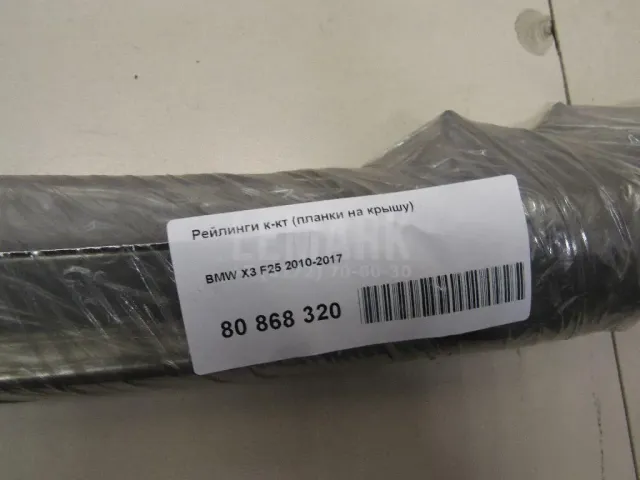 Рейлинги к-кт (планки на крышу)
BMW X3 F25 2010-2017
80 868 320